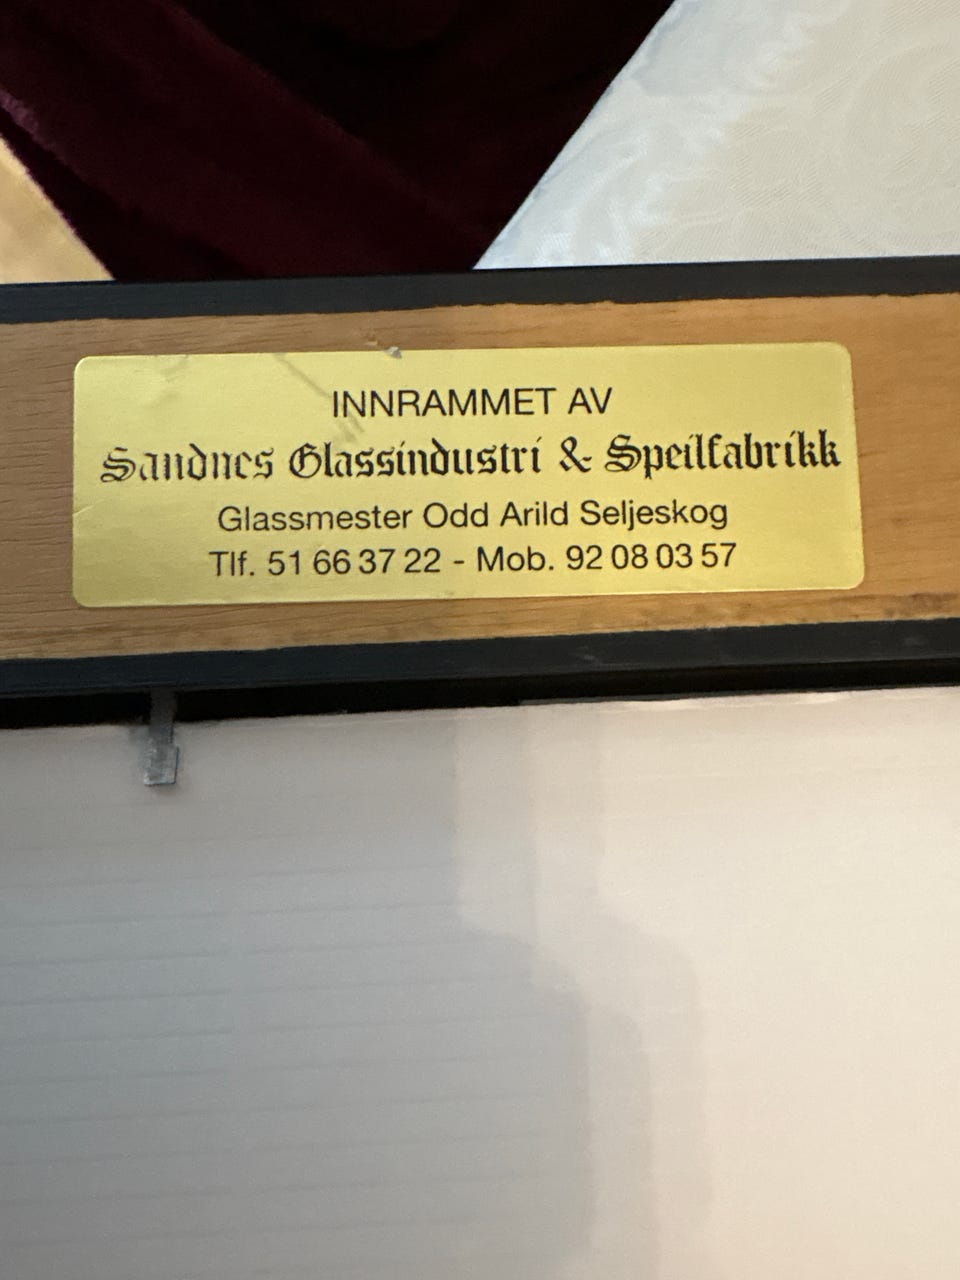 INNRAMMET AV
Sandnes Glassindustri & Speilfabrikk
Glassmester Odd Arild Seljeskog
Tlf. 51 66 37 22 - Mob. 92 08 03 57